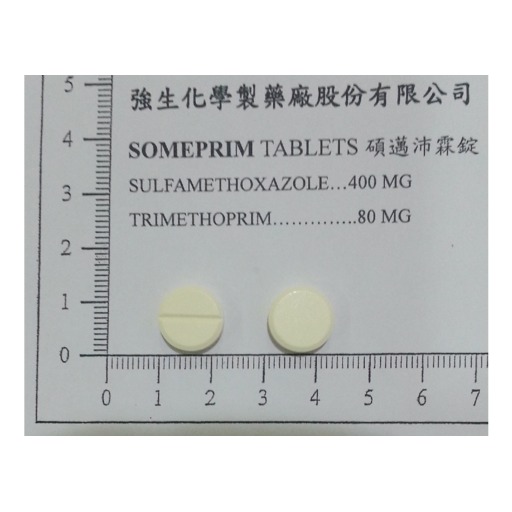 強生化學製藥廠股份有限公司
SOMEPRIM TABLETS 碩邁沛霖錠
SULFAMETHOXAZOLE...400 MG
TRIMETHOPRIM..............80 MG
5
4
3
2
1
0
0 1 2 3 4 5 6 7